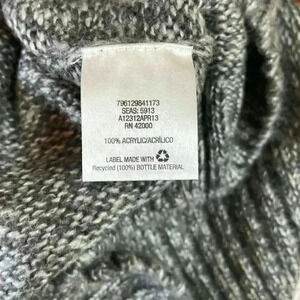 796129841173
SEAS: 5913
A12312APR13
RN 42000
100% ACRYLIC/ACRÍLICO
LABEL MADE WITH
Recycled (100%) BOTTLE MATERIAL